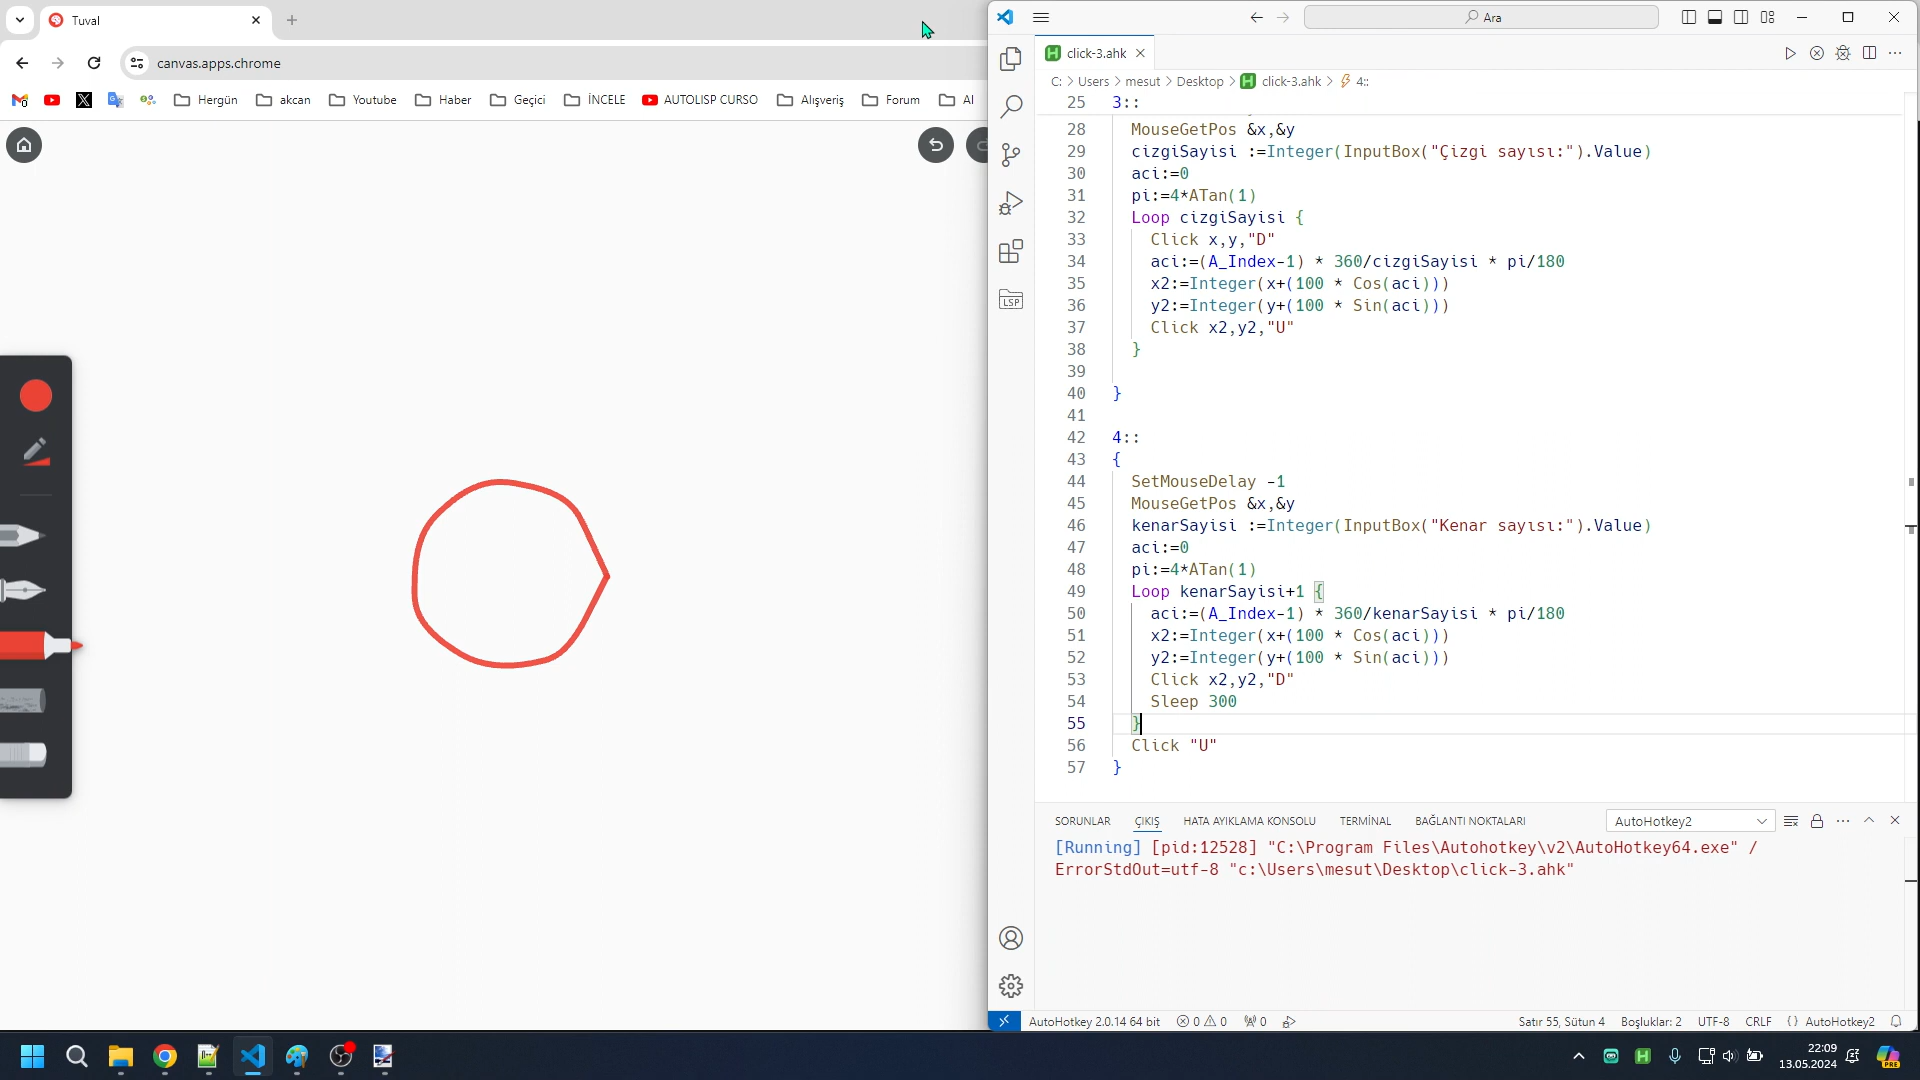 Tuval
canvas.apps.chrome
Hergün
akcan
Youtube
Haber
Geçici
İNCELE
AUTOLISP CURSO
Alışveriş
Forum
AI
Ara
click-3.ahk
C: > Users > mesut > Desktop > click-3.ahk > 4::
25 3::
28 MouseGetPos &x,&y
29 cizgiSayisi :=Integer(InputBox("Çizgi sayısı:").Value)
30 aci:=0
31 pi:=4*ATan(1)
32 Loop cizgiSayisi {
33 Click x,y,"D"
34 aci:=(A_Index-1) * 360/cizgiSayisi * pi/180
35 x2:=Integer(x+(100 * Cos(aci)))
36 y2:=Integer(y+(100 * Sin(aci)))
37 Click x2,y2,"U"
38 }
39
40 }
41
42 4::
43 {
44 SetMouseDelay -1
45 MouseGetPos &x,&y
46 kenarSayisi :=Integer(InputBox("Kenar sayısı:").Value)
47 aci:=0
48 pi:=4*ATan(1)
49 Loop kenarSayisi+1 {
50 aci:=(A_Index-1) * 360/kenarSayisi * pi/180
51 x2:=Integer(x+(100 * Cos(aci)))
52 y2:=Integer(y+(100 * Sin(aci)))
53 Click x2,y2,"D"
54 Sleep 300
55 }
56 Click "U"
57 }
LSP
SORUNLAR ÇIKIŞ HATA AYIKLAMA KONSOLU TERMİNAL BAĞLANTI NOKTALARI AutoHotkey2
[Running] [pid:12528] "C:\Program Files\Autohotkey\v2\AutoHotkey64.exe" /
ErrorStdOut=utf-8 "c:\Users\mesut\Desktop\click-3.ahk"
AutoHotkey 2.0.14 64 bit 0 0 0 Satır 55, Sütun 4 Boşluklar: 2 UTF-8 CRLF {} AutoHotkey2
22:09
13.05.2024
PRE